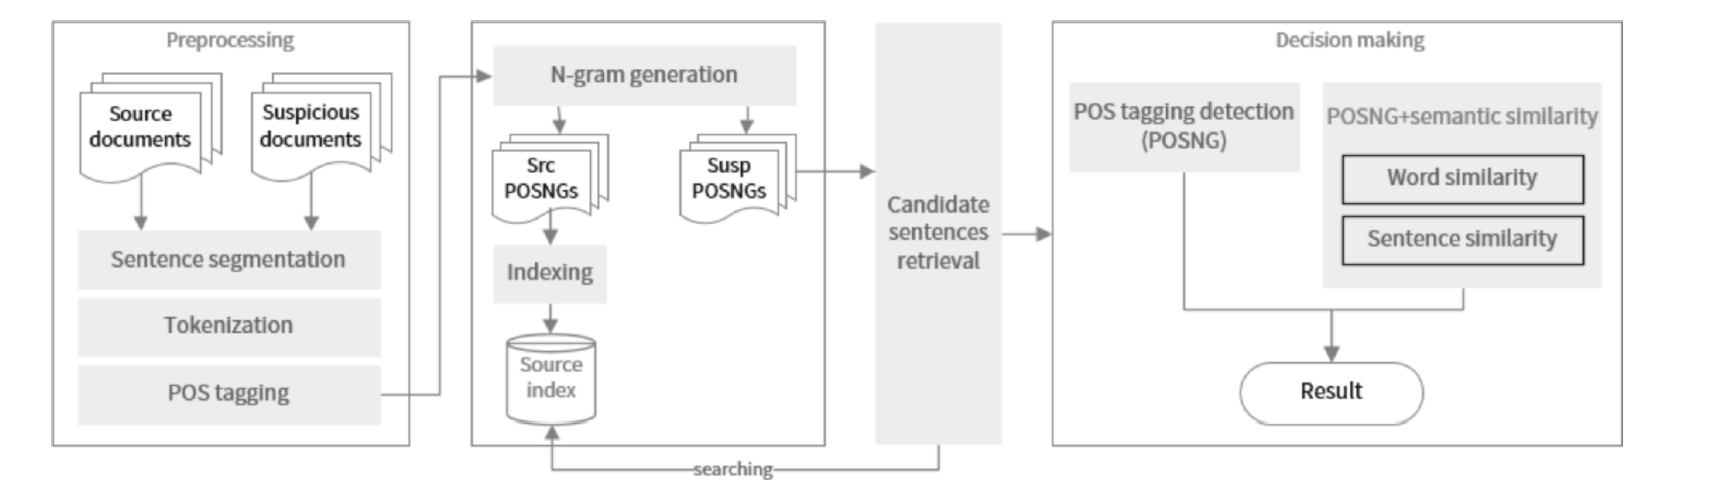 Preprocessing
Source
documents
Suspicious
documents
Sentence segmentation
Tokenization
POS tagging
N-gram generation
Src
POSNGs
Susp
POSNGs
Indexing
Source
index
searching
Candidate
sentences
retrieval
Decision making
POS tagging detection
(POSNG)
POSNG+semantic similarity
Word similarity
Sentence similarity
Result